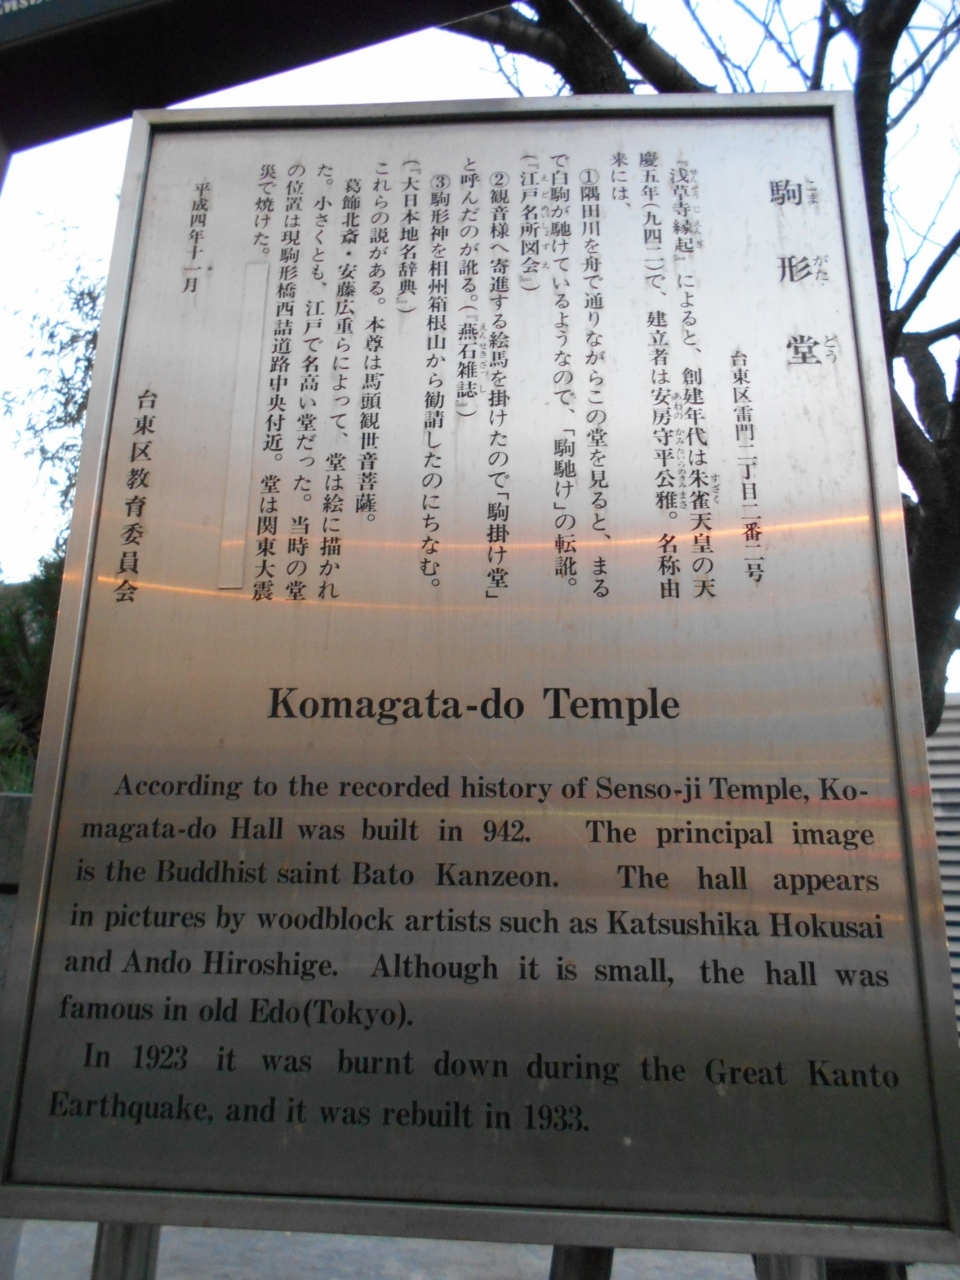 駒形堂
台東区雷門二丁目二番二号
『浅草寺縁起』によると、創建年代は朱雀天皇の天
慶五年(九四二)で、建立者は安房守平公雅。名称由
来には、
①隅田川を舟で通りながらこの堂を見ると、まる
で白駒が馳けているようなので、「駒馳け」の転訛。
(『江戸名所図会』)
②観音様へ寄進する絵馬を掛けたので「駒掛け堂」
と呼んだのが訛る。(『燕石雑誌』)
③駒形神を相州箱根山から勧請したのにちなむ。
(『大日本地名辞典』)
これらの説がある。本尊は馬頭観世音菩薩。
葛飾北斎・安藤広重らによって、堂は絵に描かれ
た。小さくとも、江戸で名高い堂だった。当時の堂
の位置は現駒形橋西詰道路中央付近。堂は関東大震
災で焼けた。
平成四年十一月
台東区教育委員会
Komagata-do Temple
According to the recorded history of Senso-ji Temple, Ko-
magata-do Hall was built in 942. The principal image
is the Buddhist saint Bato Kanzeon. The hall appears
in pictures by woodblock artists such as Katsushika Hokusai
and Ando Hiroshige. Although it is small, the hall was
famous in old Edo(Tokyo).
In 1923 it was burnt down during the Great Kanto
Earthquake, and it was rebuilt in 1933.